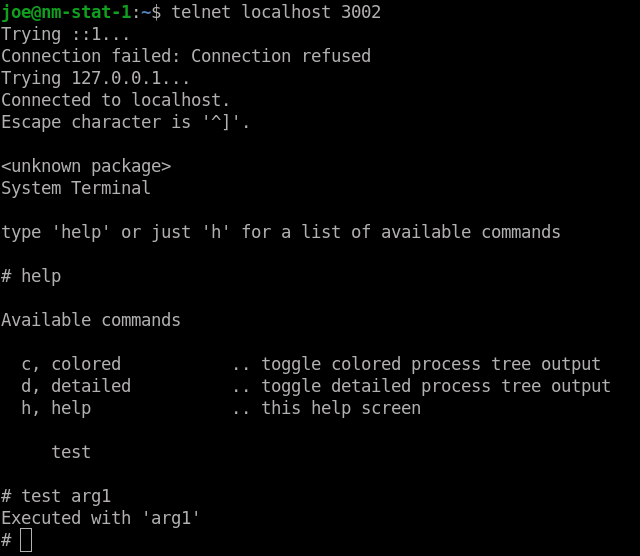 joe@nm-stat-1:~$ telnet localhost 3002
Trying ::1...
Connection failed: Connection refused
Trying 127.0.0.1...
Connected to localhost.
Escape character is '^]'.

<unknown package>
System Terminal

type 'help' or just 'h' for a list of available commands

# help

Available commands

  c, colored           .. toggle colored process tree output
  d, detailed          .. toggle detailed process tree output
  h, help              .. this help screen

     test

# test arg1
Executed with 'arg1'
#